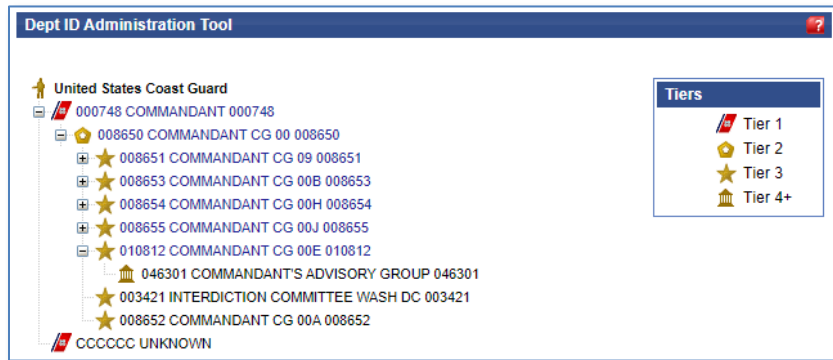 Dept ID Administration Tool
?
United States Coast Guard
000748 COMMANDANT 000748
008650 COMMANDANT CG 00 008650
008651 COMMANDANT CG 09 008651
008653 COMMANDANT CG 00B 008653
008654 COMMANDANT CG 00H 008654
008655 COMMANDANT CG 00J 008655
010812 COMMANDANT CG 00E 010812
046301 COMMANDANT'S ADVISORY GROUP 046301
003421 INTERDICTION COMMITTEE WASH DC 003421
008652 COMMANDANT CG 00A 008652
CCCCCC UNKNOWN
Tiers
Tier 1
Tier 2
Tier 3
Tier 4+